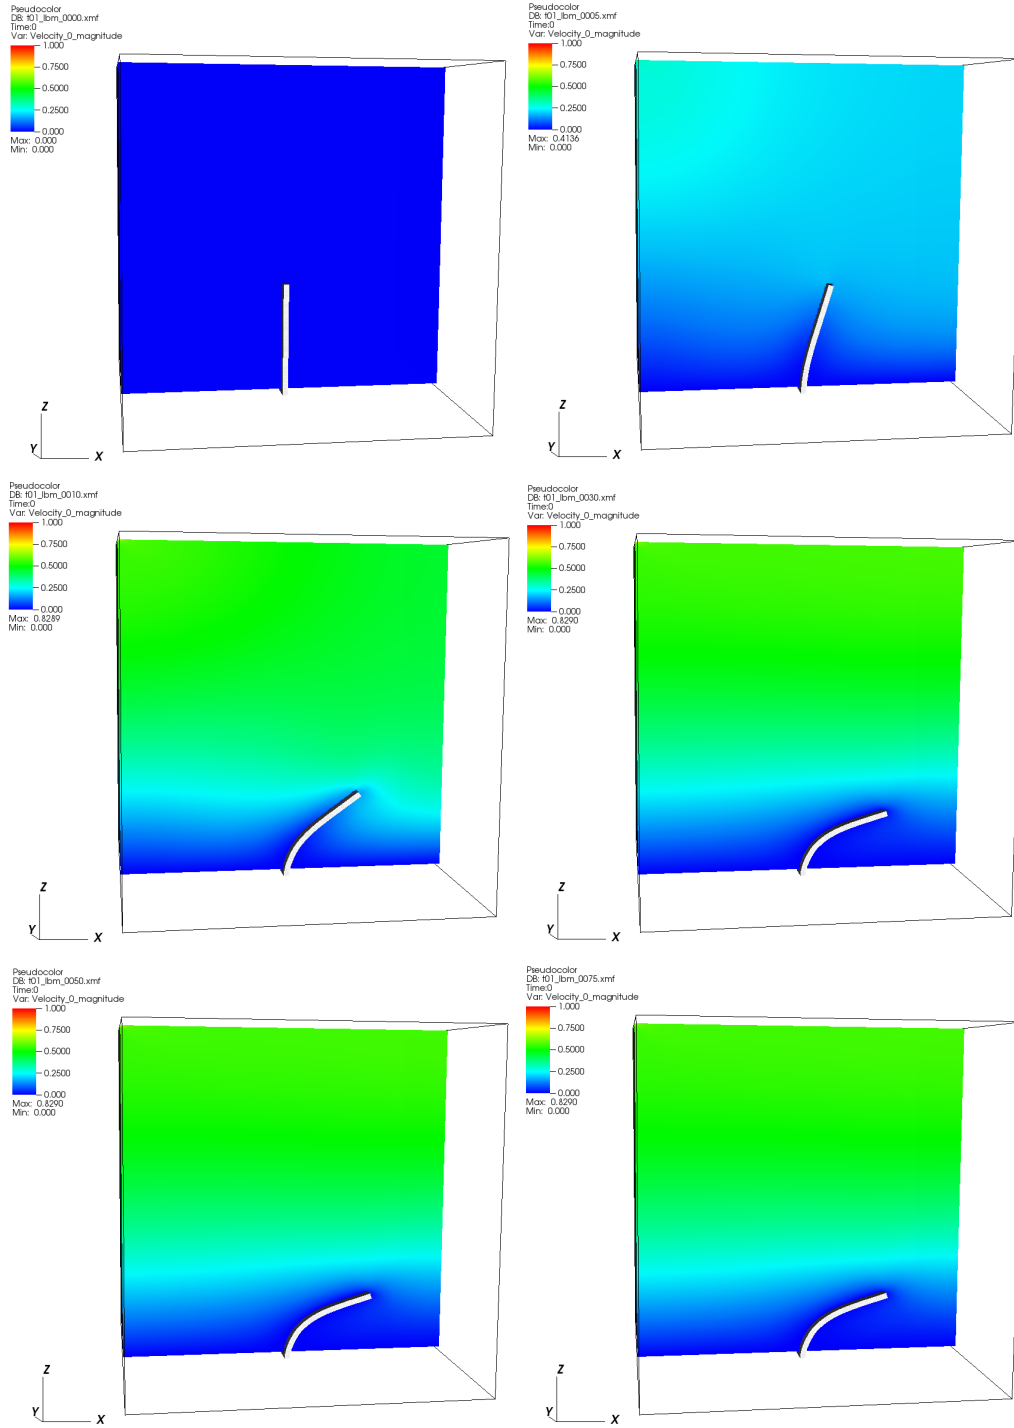 Pseudocolor
DB: t01_lbm_0000.xmf
Time:0
Var: Velocity_0_magnitude
1.000
0.7500
0.5000
0.2500
0.000
Max: 0.000
Min: 0.000
Z
Y
X
Pseudocolor
DB: t01_lbm_0005.xmf
Time:0
Var: Velocity_0_magnitude
1.000
0.7500
0.5000
0.2500
0.000
Max: 0.4136
Min: 0.000
Z
Y
X
Pseudocolor
DB: t01_lbm_0010.xmf
Time:0
Var: Velocity_0_magnitude
1.000
0.7500
0.5000
0.2500
0.000
Max: 0.8289
Min: 0.000
Z
Y
X
Pseudocolor
DB: t01_lbm_0030.xmf
Time:0
Var: Velocity_0_magnitude
1.000
0.7500
0.5000
0.2500
0.000
Max: 0.8290
Min: 0.000
Z
Y
X
Pseudocolor
DB: t01_lbm_0050.xmf
Time:0
Var: Velocity_0_magnitude
1.000
0.7500
0.5000
0.2500
0.000
Max: 0.8290
Min: 0.000
Z
Y
X
Pseudocolor
DB: t01_lbm_0075.xmf
Time:0
Var: Velocity_0_magnitude
1.000
0.7500
0.5000
0.2500
0.000
Max: 0.8290
Min: 0.000
Z
Y
X